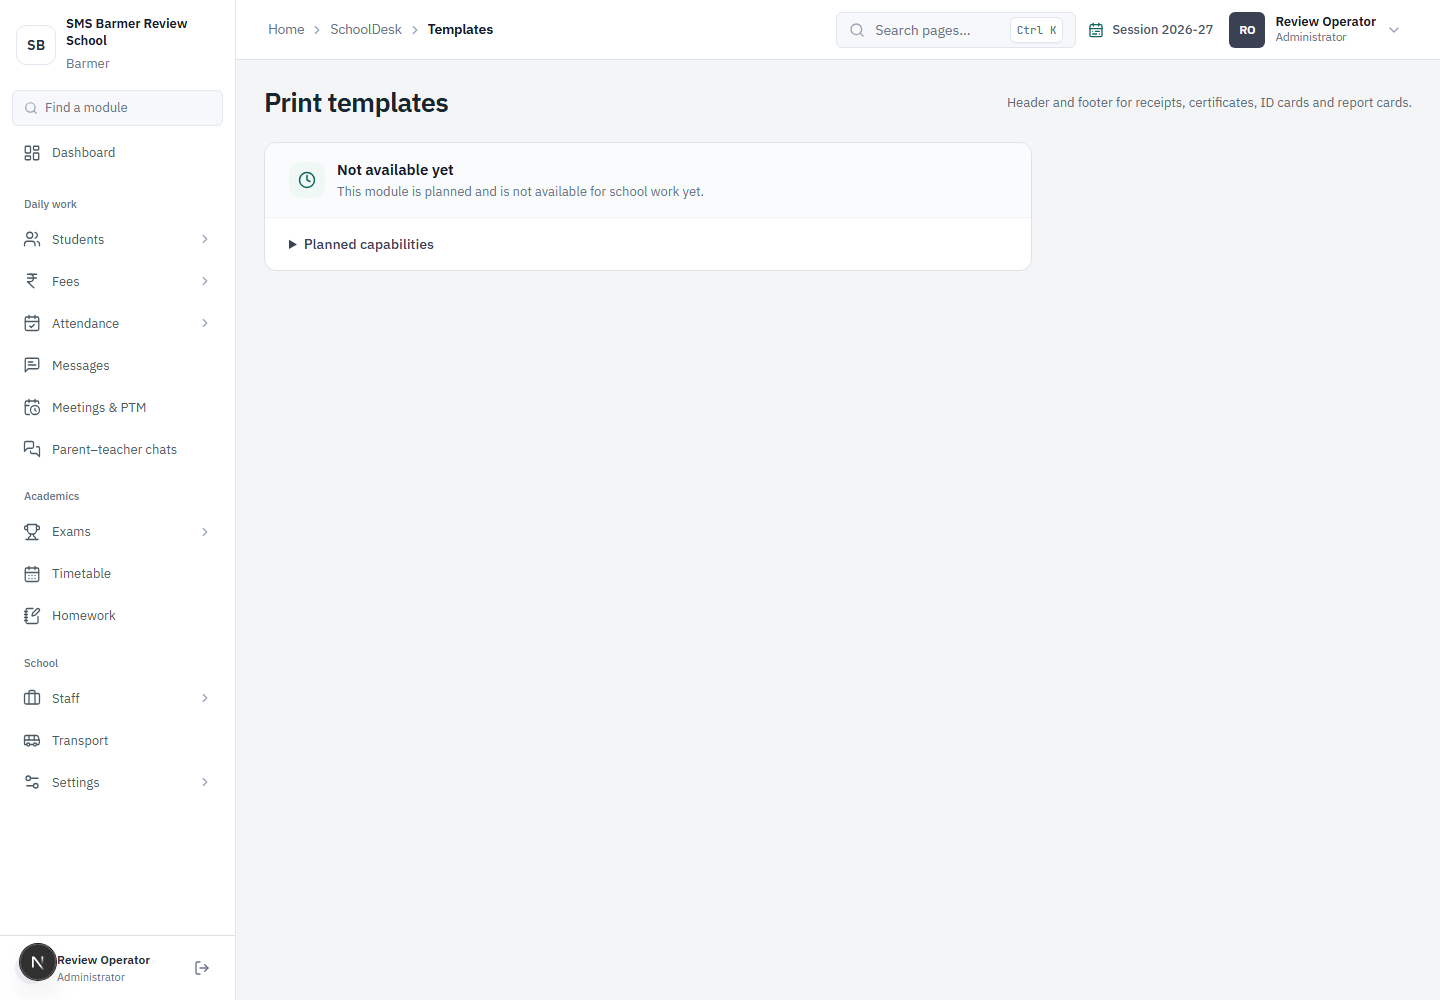 SMS Barmer Review
School
SB
Barmer
Find a module
Dashboard
Daily work
Students
Fees
Attendance
Messages
Meetings & PTM
Parent–teacher chats
Academics
Exams
Timetable
Homework
School
Staff
Transport
Settings
N
Review Operator
Administrator
Home
SchoolDesk
Templates
Search pages...
Ctrl K
Session 2026-27
RO
Review Operator
Administrator
Print templates
Header and footer for receipts, certificates, ID cards and report cards.
Not available yet
This module is planned and is not available for school work yet.
Planned capabilities